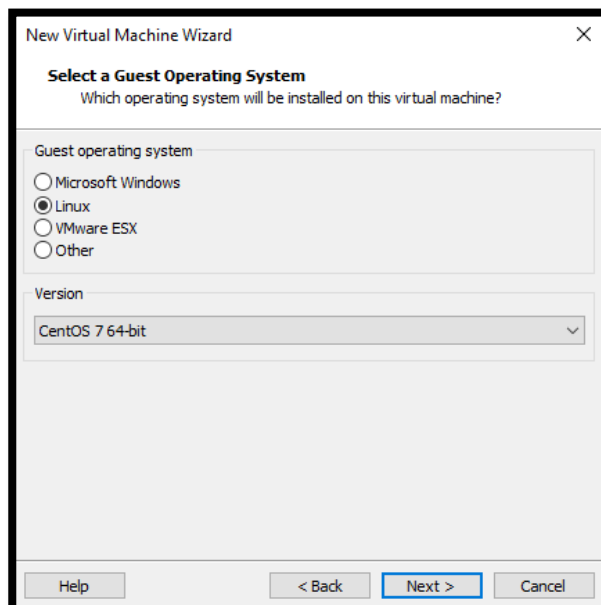 New Virtual Machine Wizard
Select a Guest Operating System
Which operating system will be installed on this virtual machine?
Guest operating system
Microsoft Windows
Linux
VMware ESX
Other
Version
CentOS 7 64-bit
Help
< Back
Next >
Cancel